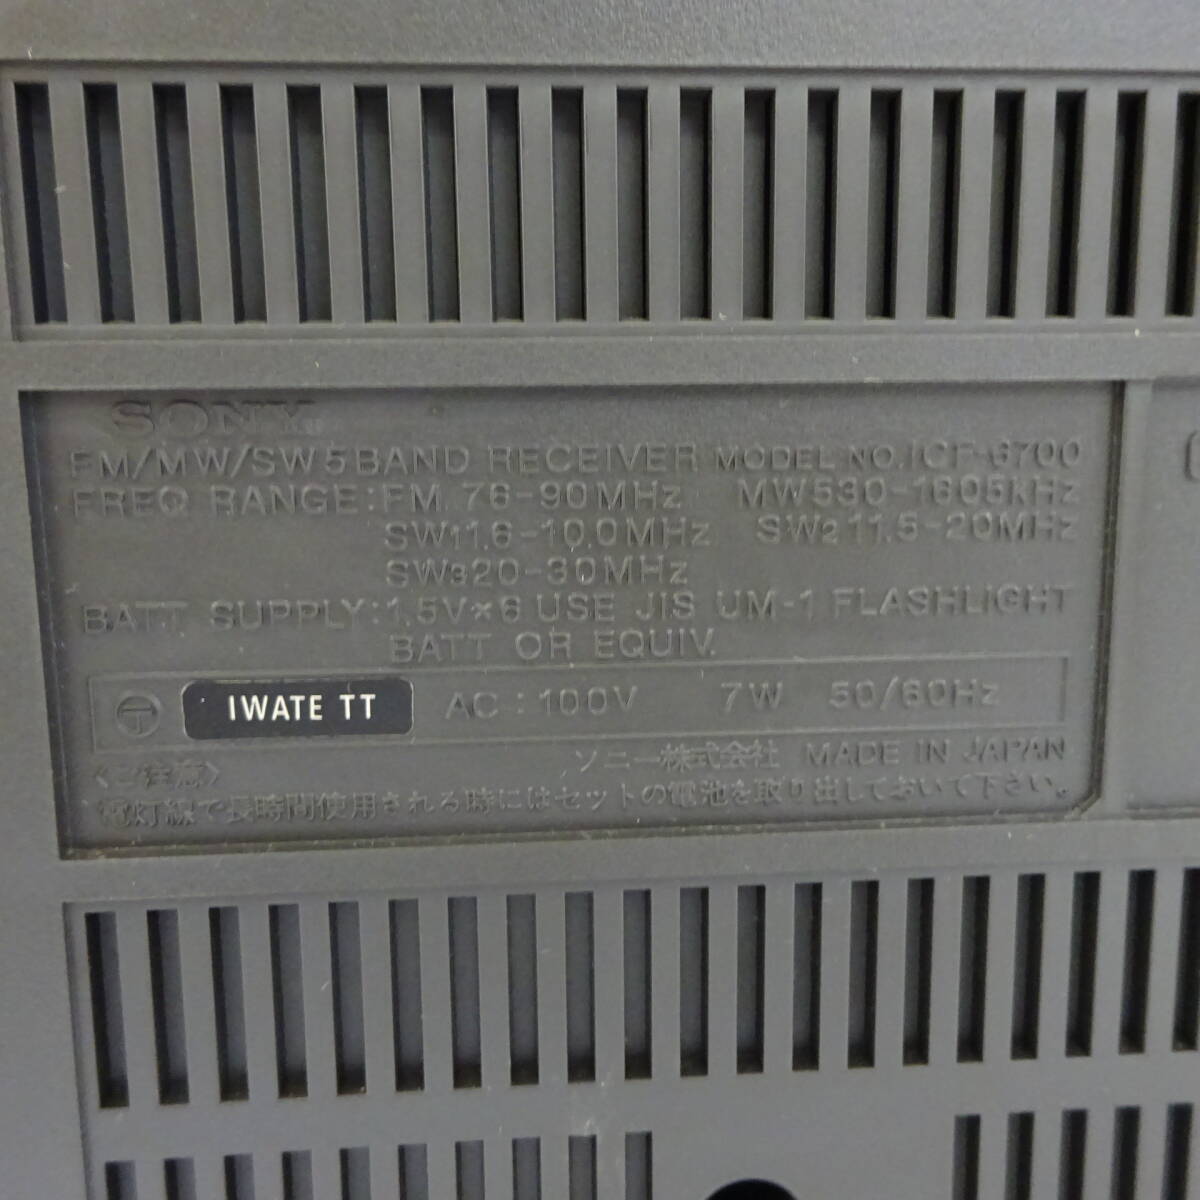 SONY
FM/MW/SW 5 BAND RECEIVER MODEL NO. ICF-6700
FREQ RANGE: FM 76-90MHz MW 530-1605kHz
SW1 1.6-10.0MHz SW2 11.5-20MHz
SW3 20-30MHz
BATT SUPPLY: 1.5V×6 USE JIS UM-1 FLASHLIGHT
BATT OR EQUIV.
〒 IWATE TT AC: 100V 7W 50/60Hz
ソニー株式会社 MADE IN JAPAN
〈ご注意〉
電灯線で長時間使用される時にはセットの電池を取り出しておいて下さい。